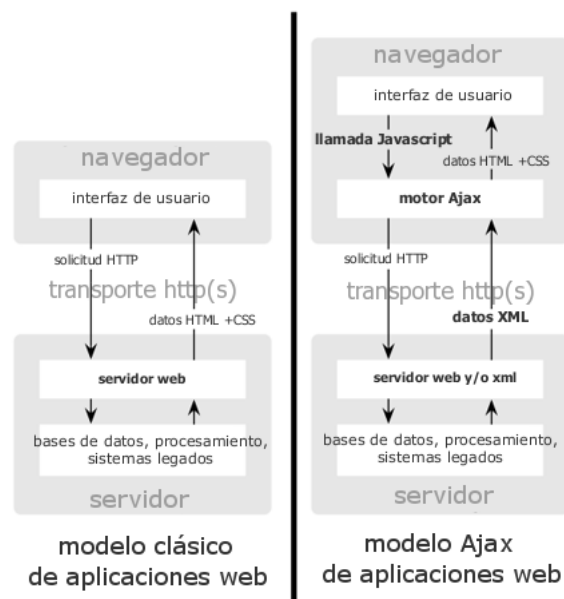 navegador
interfaz de usuario
solicitud HTTP
transporte http(s)
datos HTML +CSS
servidor web
bases de datos, procesamiento,
sistemas legados
servidor
modelo clásico
de aplicaciones web
navegador
interfaz de usuario
llamada Javascript
datos HTML +CSS
motor Ajax
solicitud HTTP
transporte http(s)
datos XML
servidor web y/o xml
bases de datos, procesamiento,
sistemas legados
servidor
modelo Ajax
de aplicaciones web